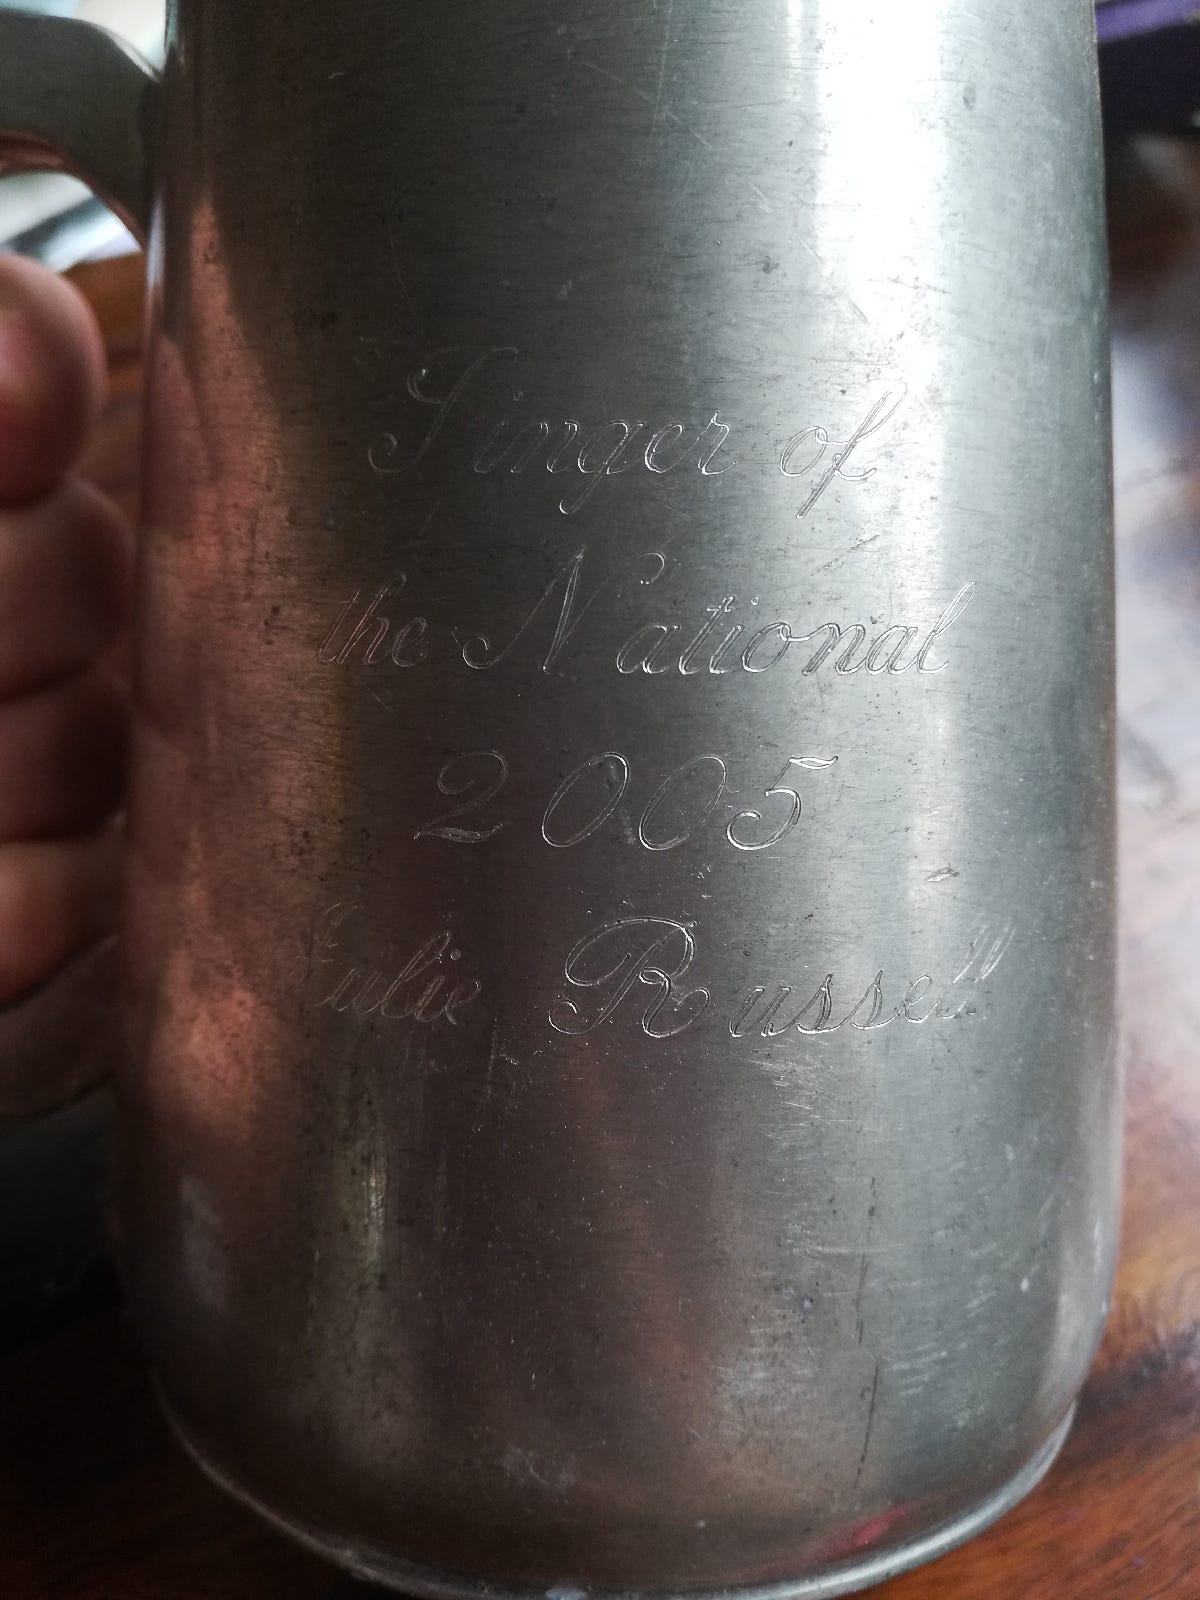 Singer of
the National
2005
Julie Russell